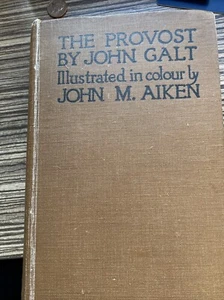 THE PROVOST
BY JOHN GALT
Illustrated in colour by
JOHN M. AIKEN